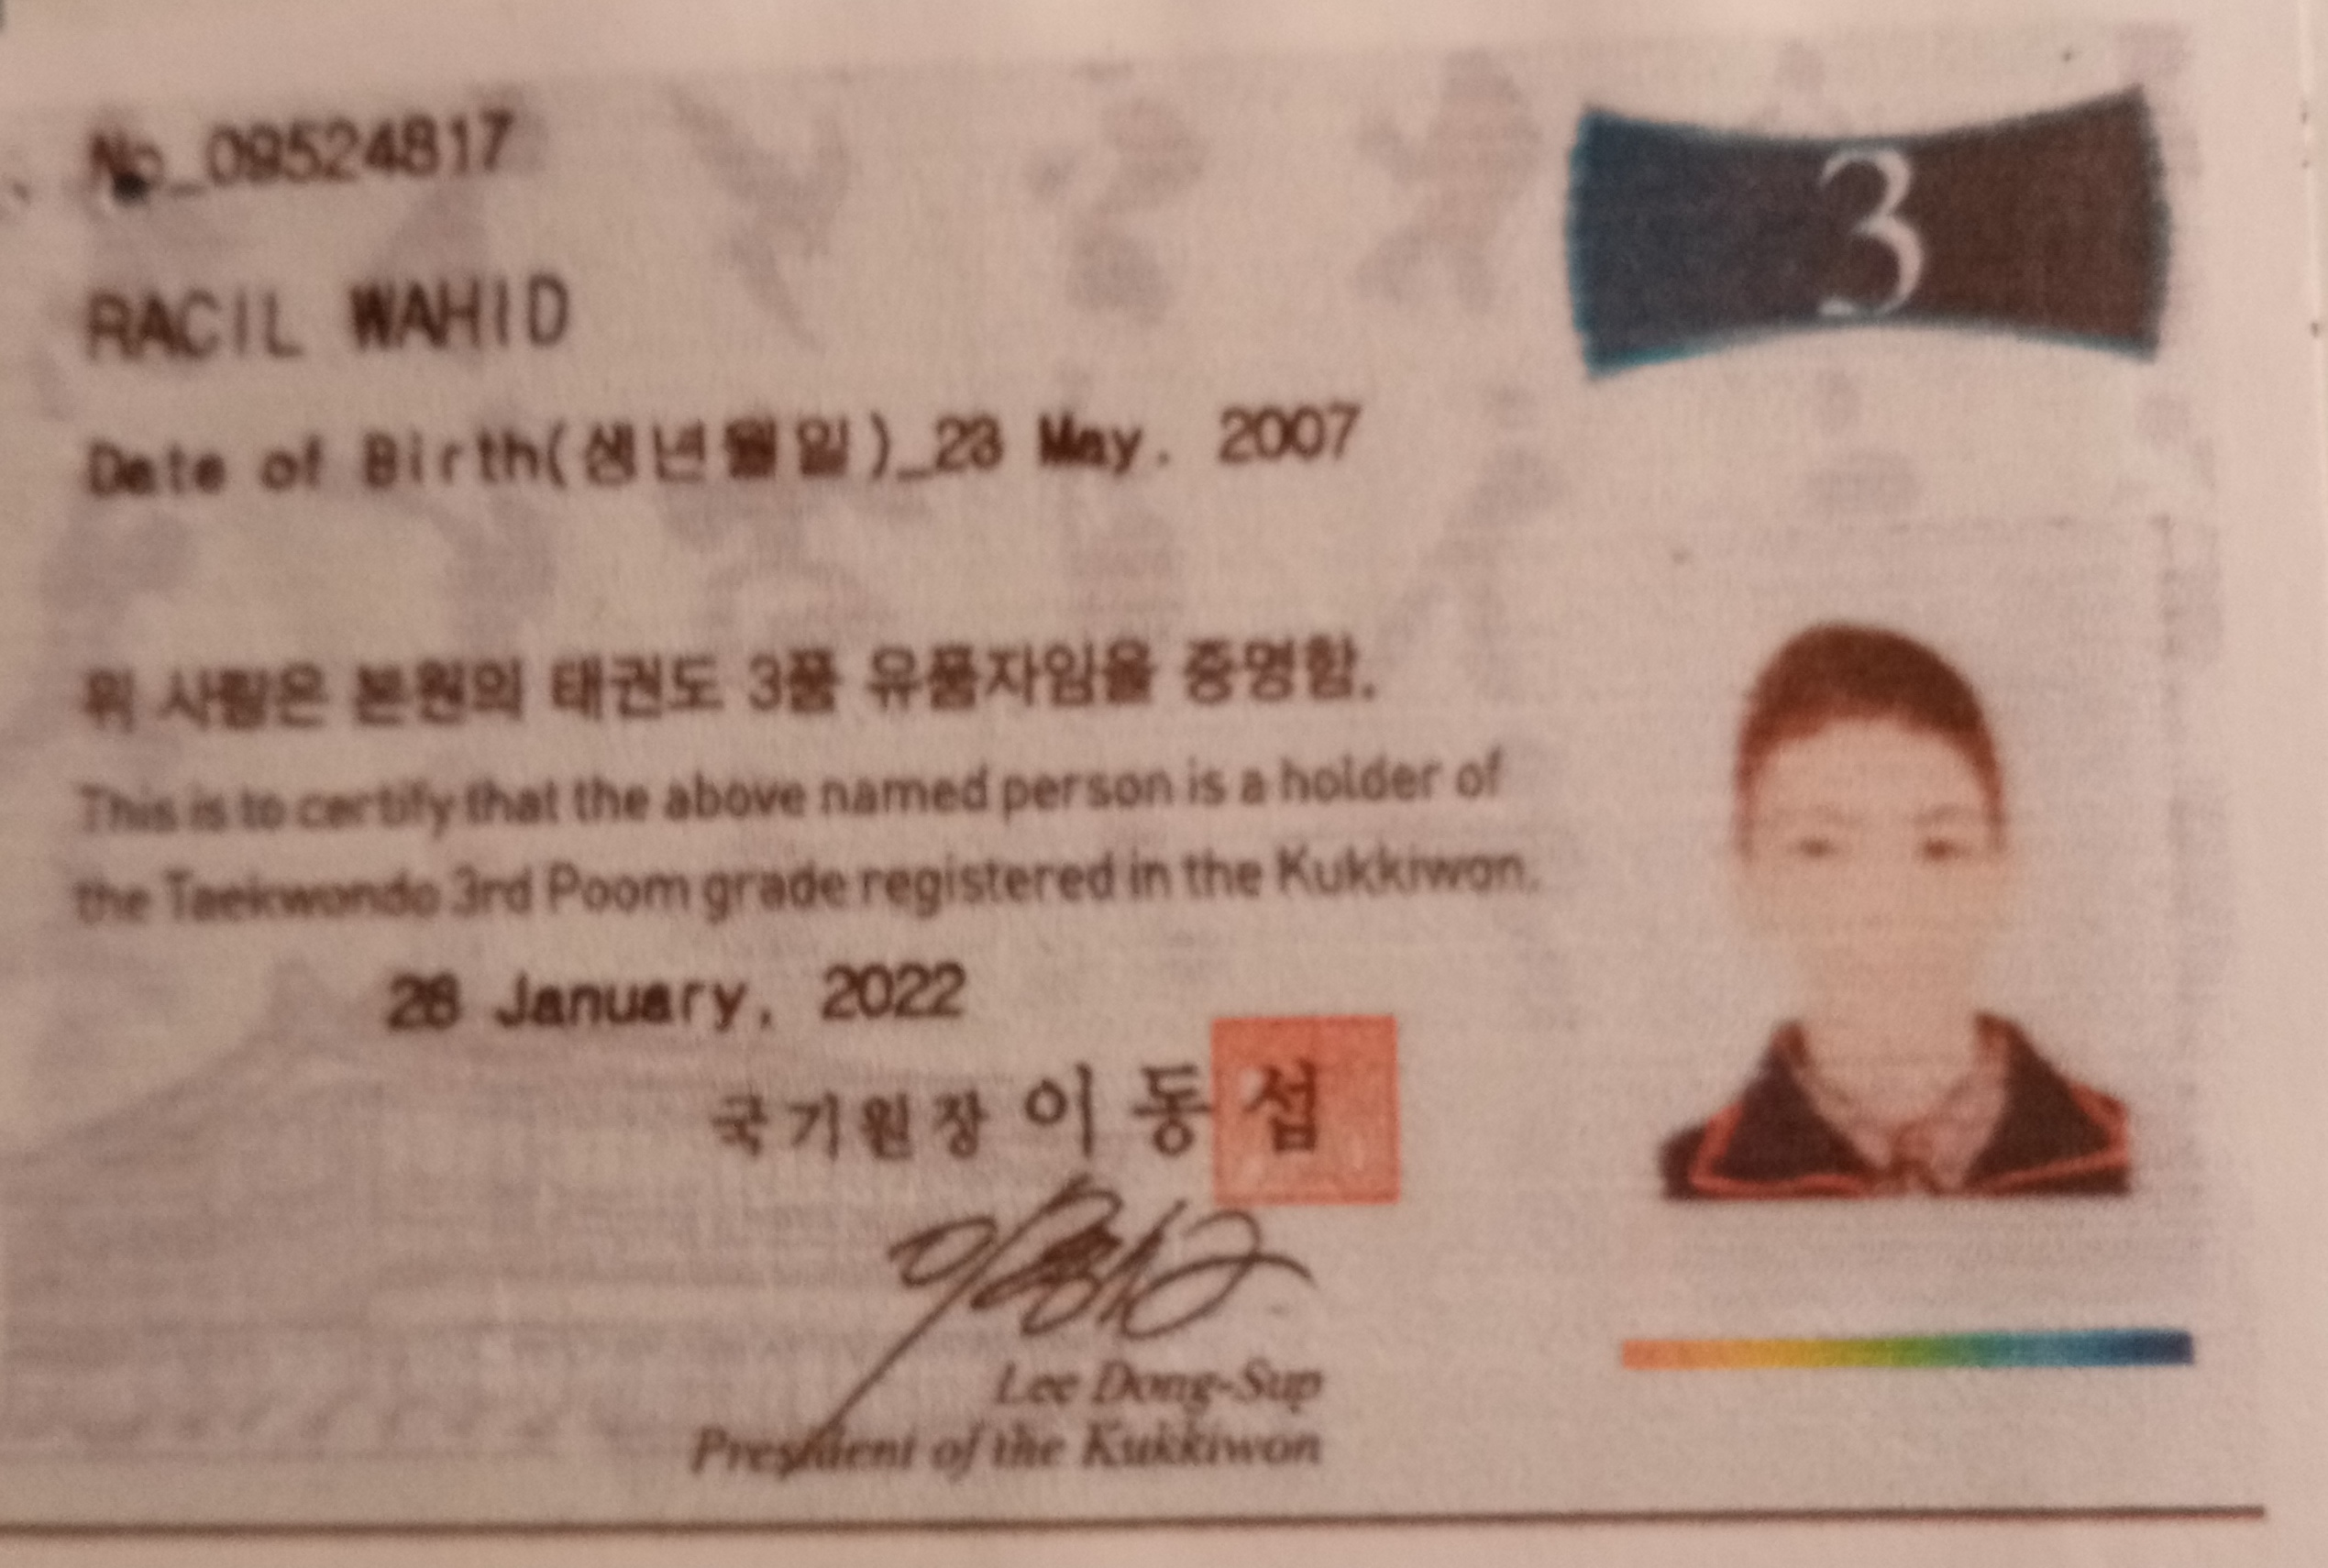 No_09524817
3
RACIL WAHID
Date of Birth(생년월일)_23 May. 2007
위 사람은 본원의 태권도 3품 유품자임을 증명함.
This is to certify that the above named person is a holder of
the Taekwondo 3rd Poom grade registered in the Kukkiwon.
28 January, 2022
국기원장 이동섭
Lee Dong-Sup
President of the Kukkiwon